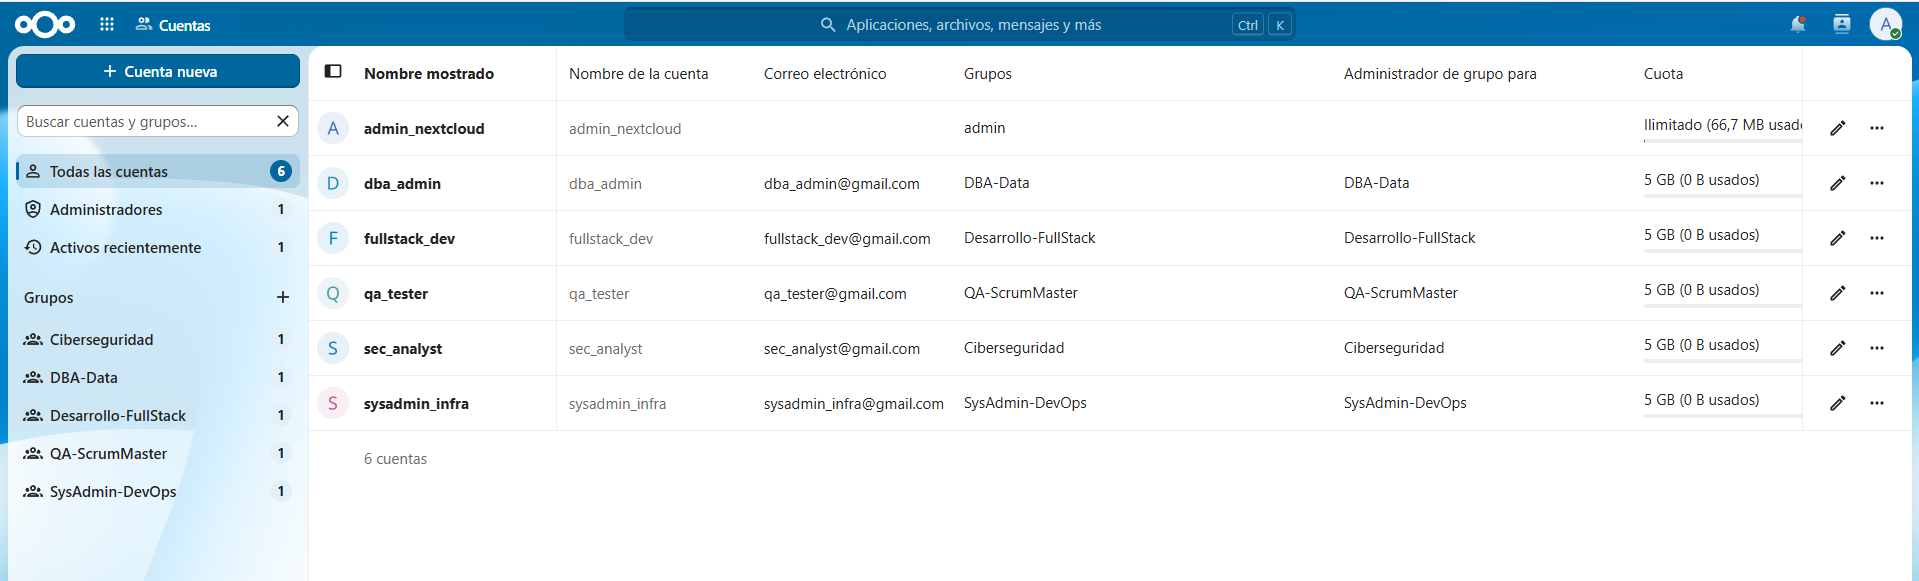 Cuentas
Aplicaciones, archivos, mensajes y más
Ctrl K
A
Cuenta nueva
Buscar cuentas y grupos...
Todas las cuentas 6
Administradores 1
Activos recientemente 1
Grupos
Ciberseguridad 1
DBA-Data 1
Desarrollo-FullStack 1
QA-ScrumMaster 1
SysAdmin-DevOps 1
Nombre mostrado Nombre de la cuenta Correo electrónico Grupos Administrador de grupo para Cuota
A admin_nextcloud admin_nextcloud admin Ilimitado (66,7 MB usado
D dba_admin dba_admin dba_admin@gmail.com DBA-Data DBA-Data 5 GB (0 B usados)
F fullstack_dev fullstack_dev fullstack_dev@gmail.com Desarrollo-FullStack Desarrollo-FullStack 5 GB (0 B usados)
Q qa_tester qa_tester qa_tester@gmail.com QA-ScrumMaster QA-ScrumMaster 5 GB (0 B usados)
S sec_analyst sec_analyst sec_analyst@gmail.com Ciberseguridad Ciberseguridad 5 GB (0 B usados)
S sysadmin_infra sysadmin_infra sysadmin_infra@gmail.com SysAdmin-DevOps SysAdmin-DevOps 5 GB (0 B usados)
6 cuentas